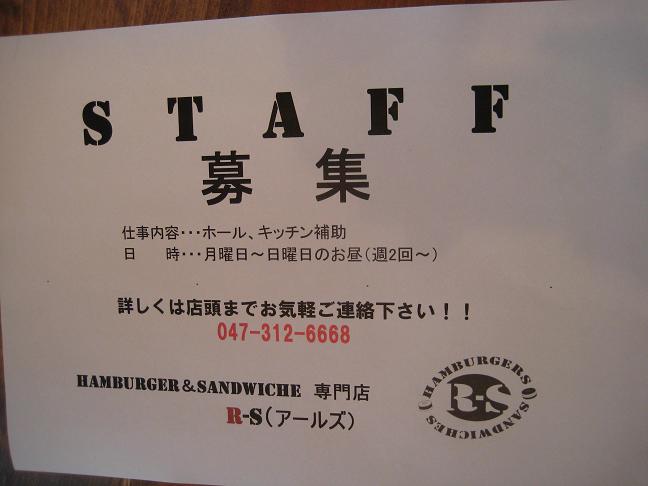 STAFF
募集
仕事内容・・・ホール、キッチン補助
日　　時・・・月曜日～日曜日のお昼（週2回～）
詳しくは店頭までお気軽ご連絡下さい！！
047-312-6668
HAMBURGER&SANDWICHE 専門店
R-S(アールズ)
HAMBURGERS
R-S
SANDWICHES